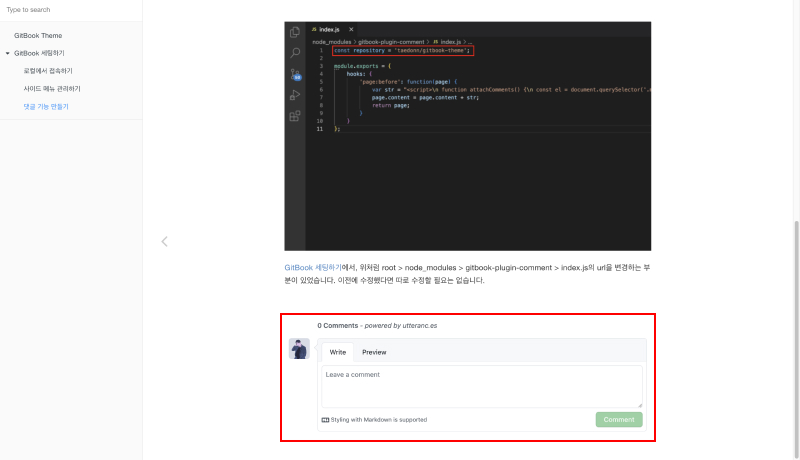 Type to search
GitBook Theme
GitBook 세팅하기
로컬에서 접속하기
사이드 메뉴 관리하기
댓글 기능 만들기
index.js
node_modules > gitbook-plugin-comment > index.js > ...
1 const repository = 'taedonn/gitbook-theme';
2
3 module.exports = {
4 hooks: {
5 'page:before': function(page) {
6 var str = "<script>\n function attachComments() {\n const el = document.querySelector('.
7 page.content = page.content + str;
8 return page;
9 }
10 }
11 };
GitBook 세팅하기에서, 위처럼 root > node_modules > gitbook-plugin-comment > index.js의 url을 변경하는 부
분이 있었습니다. 이전에 수정했다면 따로 수정할 필요는 없습니다.
0 Comments - powered by utteranc.es
Write Preview
Leave a comment
Styling with Markdown is supported
Comment